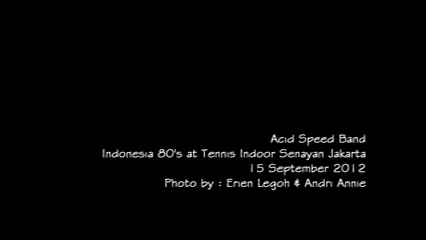 Acid Speed Band
Indonesia 80's at Tennis Indoor Senayan Jakarta
15 September 2012
Photo by : Erien Legoh & Andri Annie